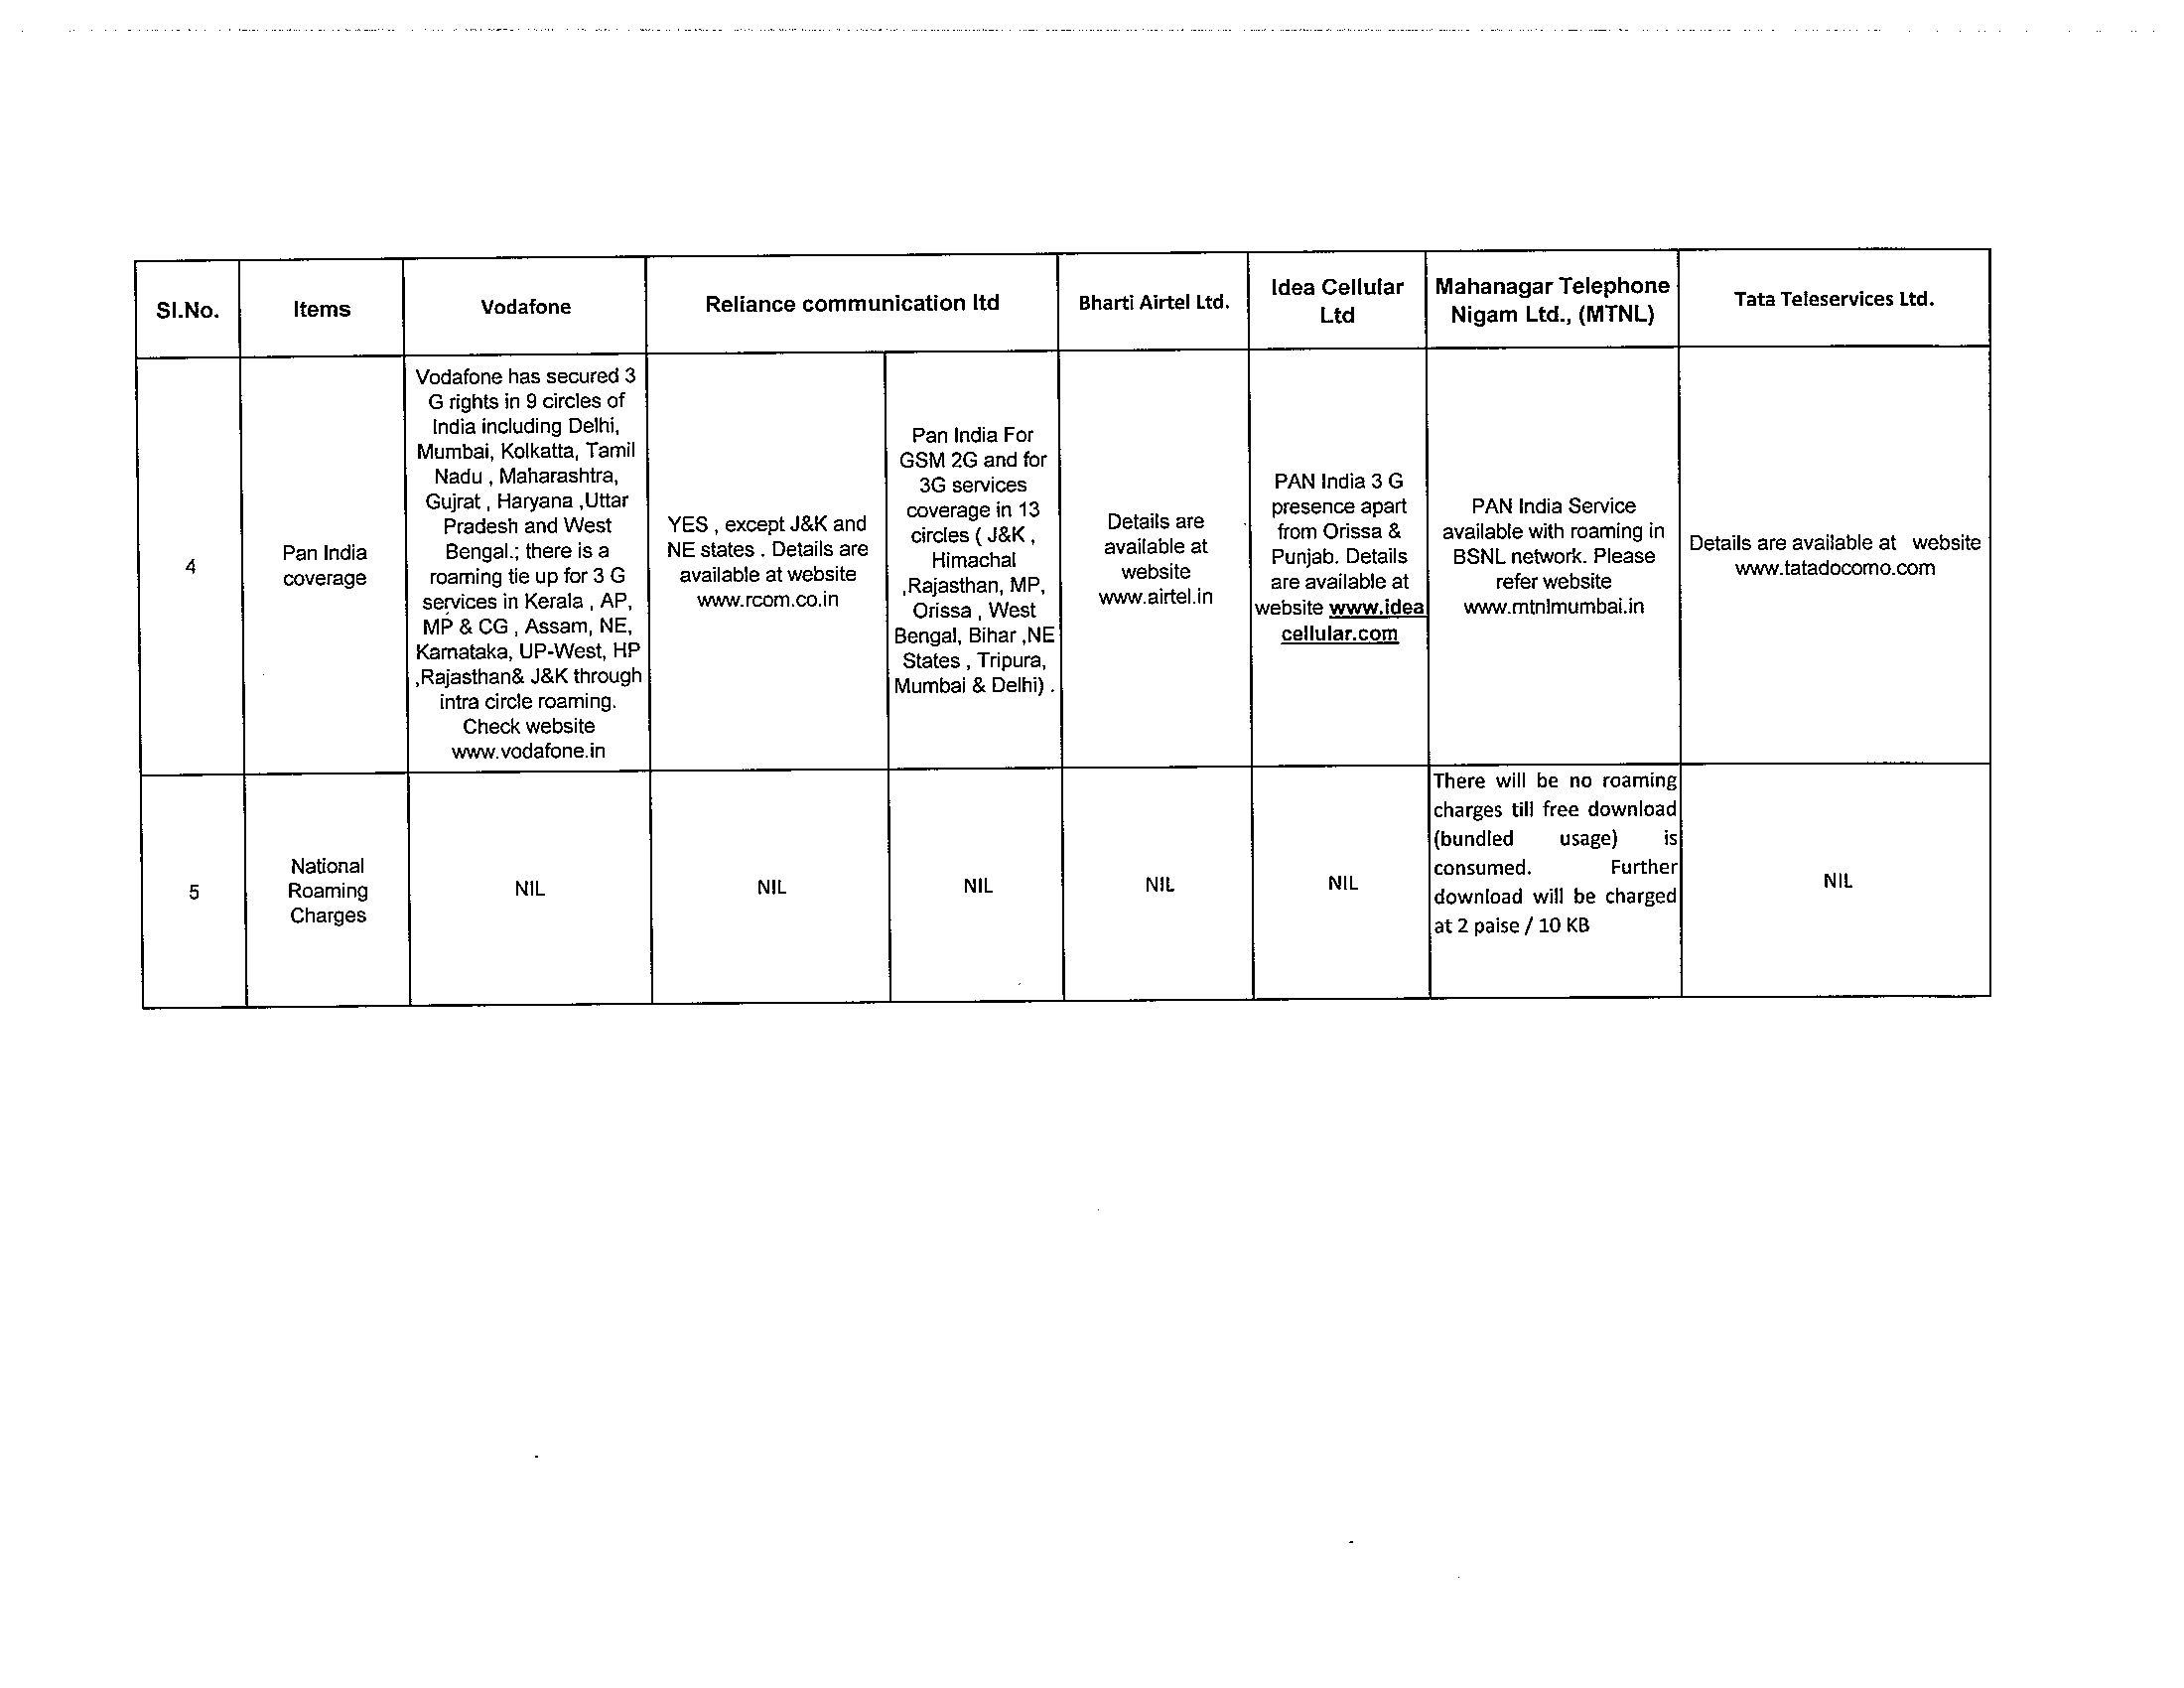 Sl.No.
Items
Vodafone
Reliance communication ltd
Bharti Airtel Ltd.
Idea Cellular
Ltd
Mahanagar Telephone
Nigam Ltd., (MTNL)
Tata Teleservices Ltd.
4
Pan India
coverage
Vodafone has secured 3
G rights in 9 circles of
India including Delhi,
Mumbai, Kolkatta, Tamil
Nadu , Maharashtra,
Gujrat , Haryana ,Uttar
Pradesh and West
Bengal.; there is a
roaming tie up for 3 G
services in Kerala , AP,
MP & CG , Assam, NE,
Karnataka, UP-West, HP
,Rajasthan& J&K through
intra circle roaming.
Check website
www.vodafone.in
YES , except J&K and
NE states . Details are
available at website
www.rcom.co.in
Pan India For
GSM 2G and for
3G services
coverage in 13
circles ( J&K ,
Himachal
,Rajasthan, MP,
Orissa , West
Bengal, Bihar ,NE
States , Tripura,
Mumbai & Delhi) .
Details are
available at
website
www.airtel.in
PAN India 3 G
presence apart
from Orissa &
Punjab. Details
are available at
website www.idea
cellular.com
PAN India Service
available with roaming in
BSNL network. Please
refer website
www.mtnlmumbai.in
Details are available at website
www.tatadocomo.com
5
National
Roaming
Charges
NIL
NIL
NIL
NIL
NIL
There will be no roaming
charges till free download
(bundled usage) is
consumed. Further
download will be charged
at 2 paise / 10 KB
NIL